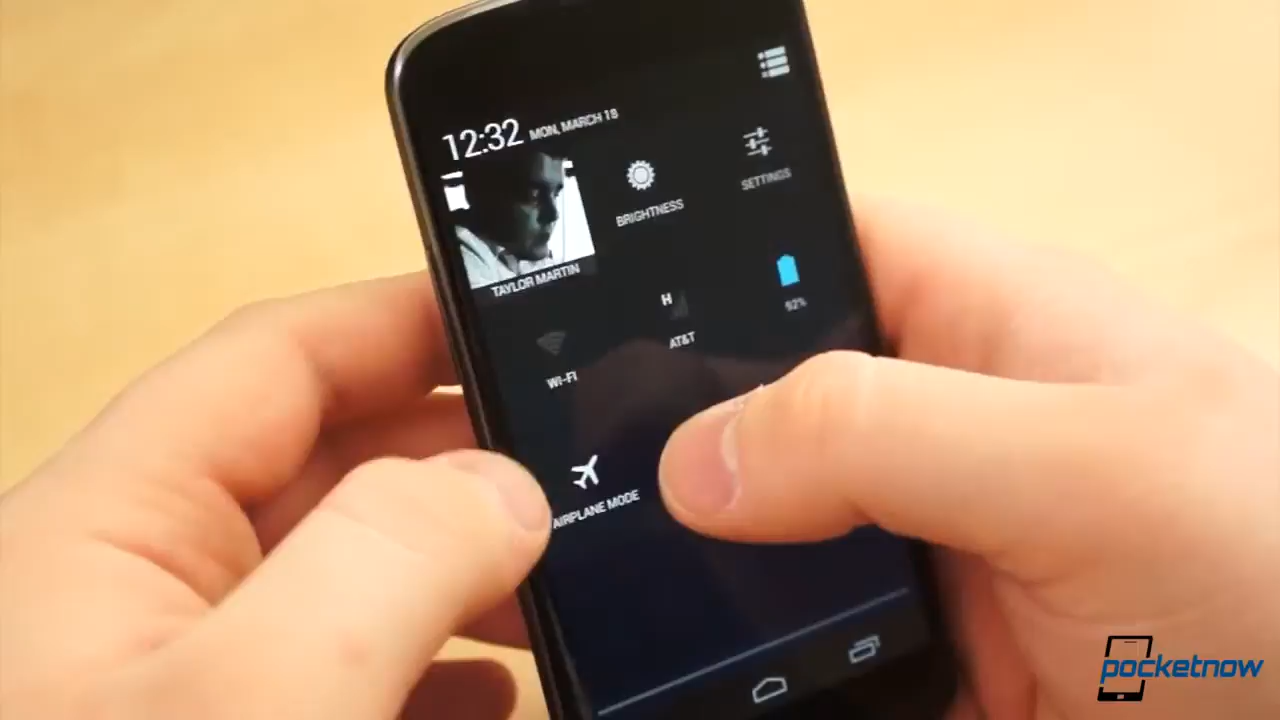 12:32 MON, MARCH 18
BRIGHTNESS
SETTINGS
TAYLOR MARTIN
H
AT&T
92%
WI-FI
AIRPLANE MODE
pocketnow